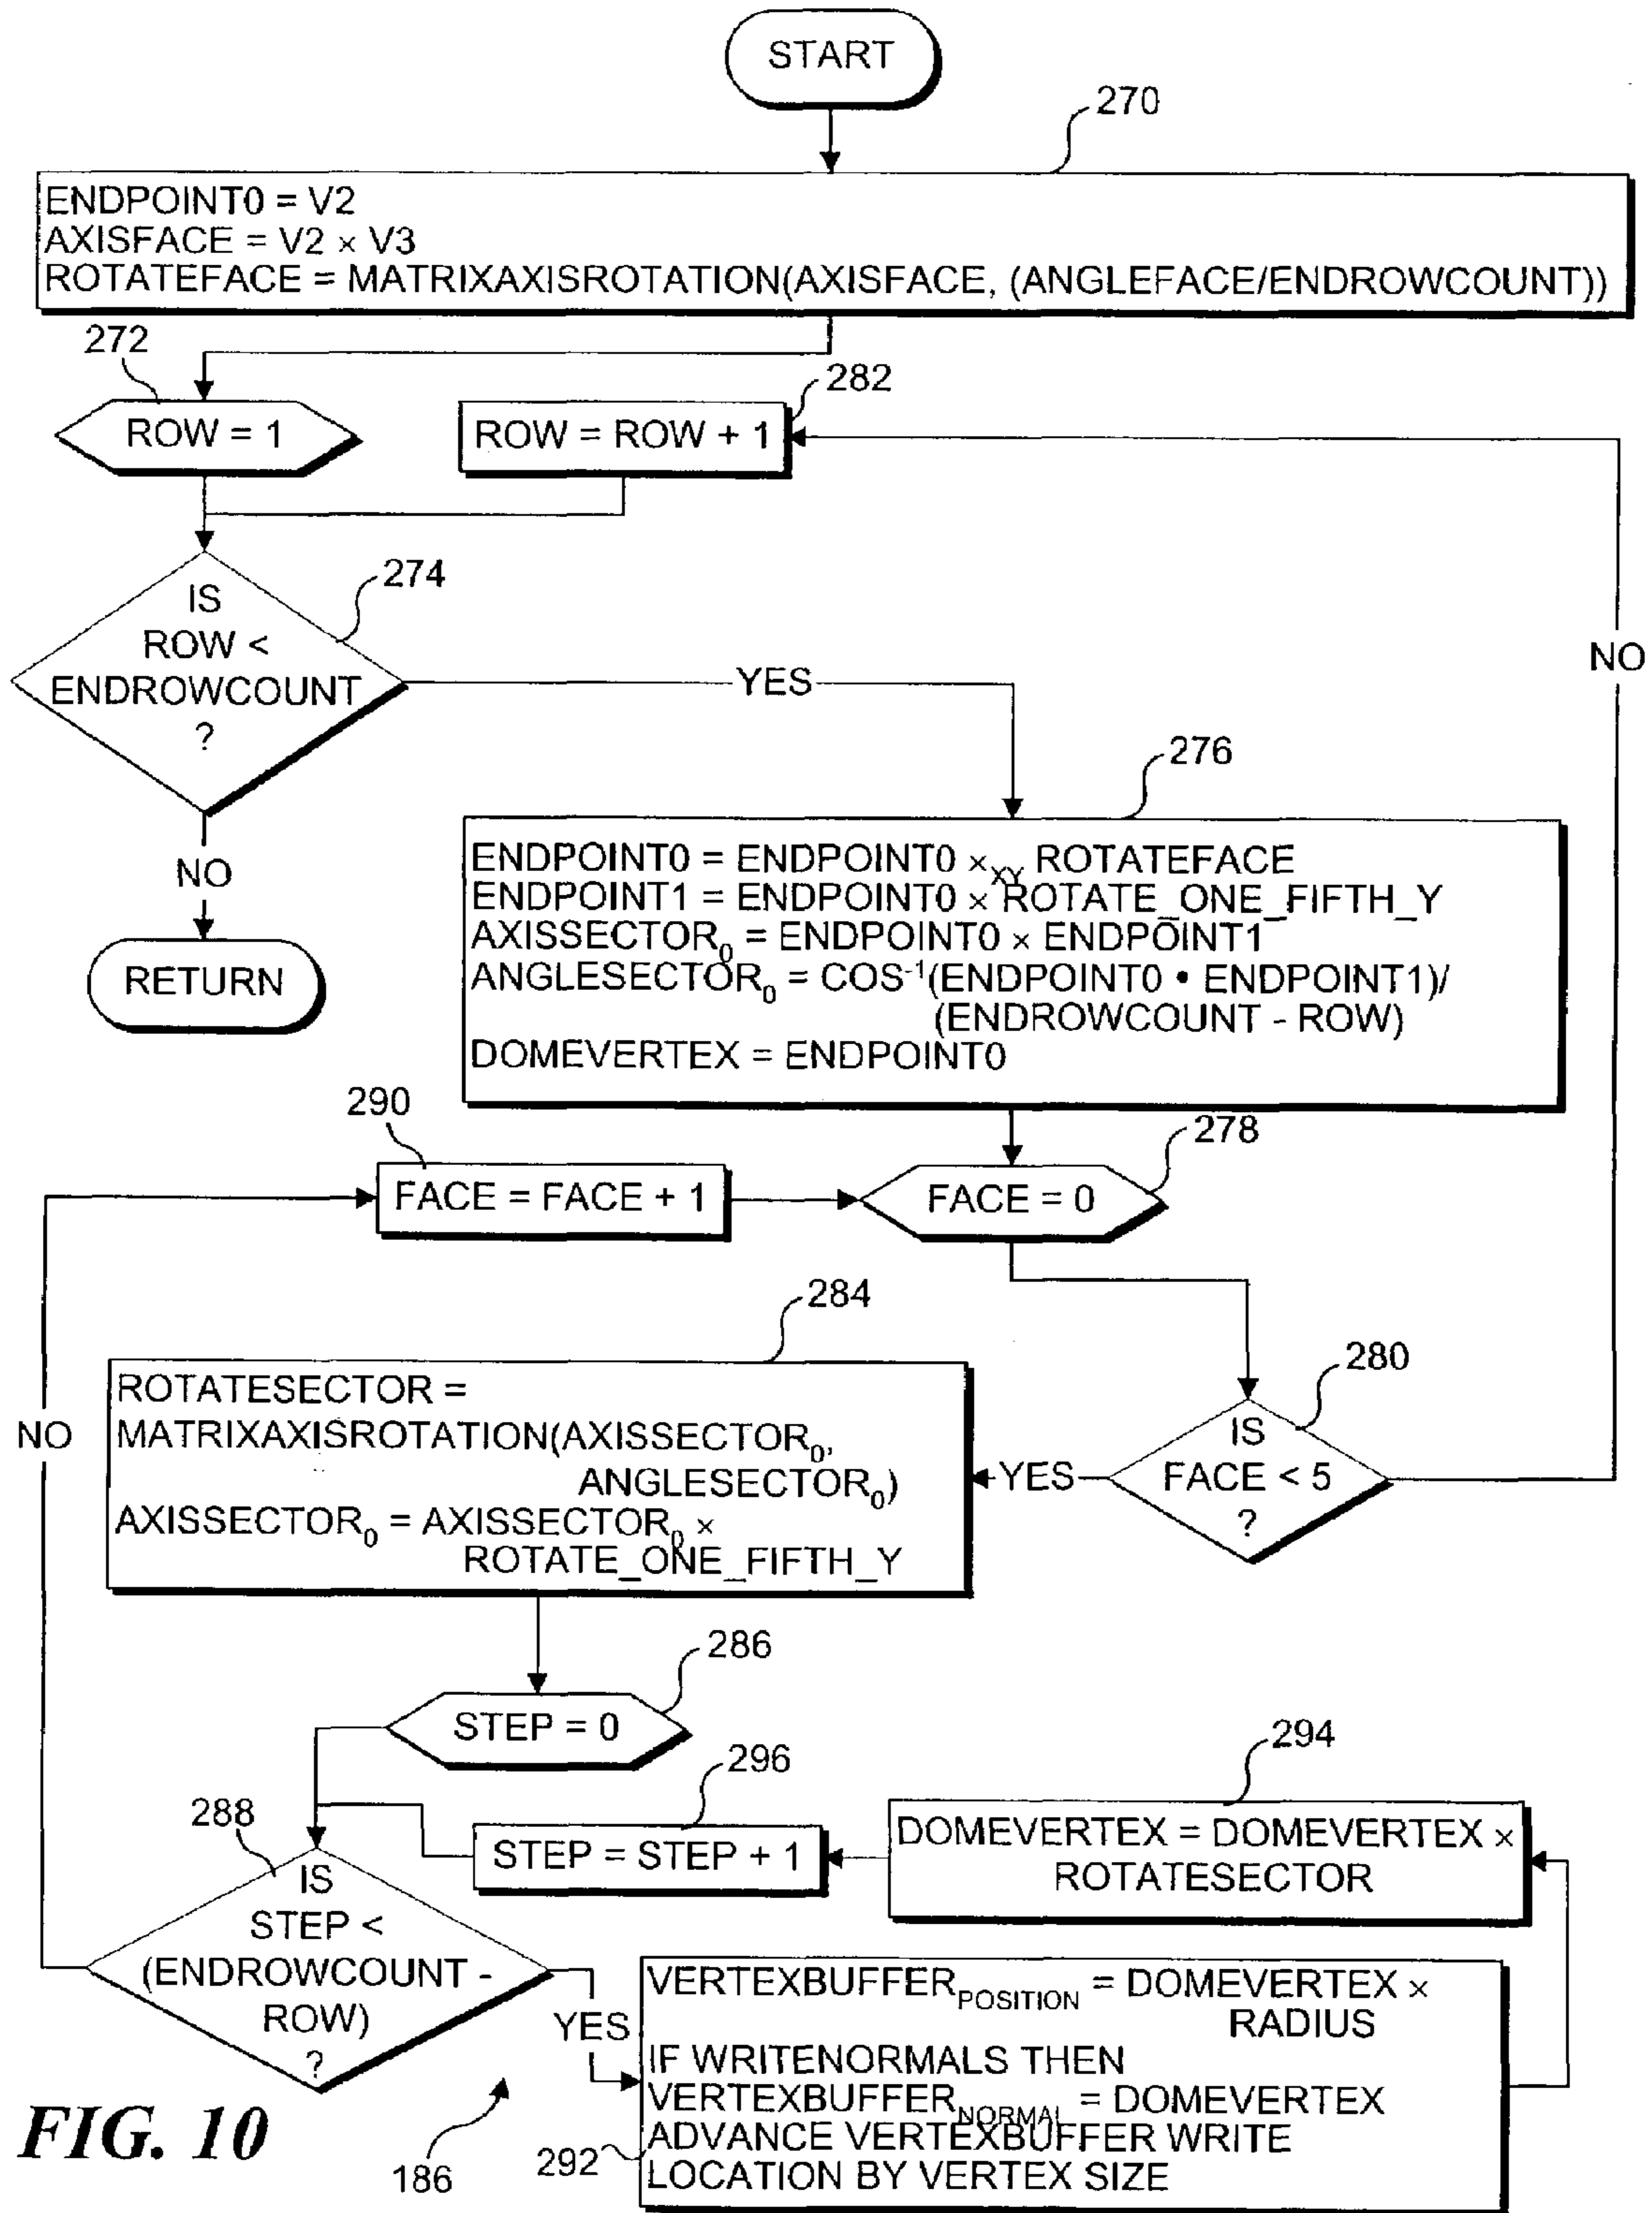 START
270
ENDPOINT0 = V2
AXISFACE = V2 × V3
ROTATEFACE = MATRIXAXISROTATION(AXISFACE, (ANGLEFACE/ENDROWCOUNT))
272
ROW = 1
282
ROW = ROW + 1
274
IS
ROW <
ENDROWCOUNT
?
YES
NO
NO
RETURN
276
ENDPOINT0 = ENDPOINT0 ×XY ROTATEFACE
ENDPOINT1 = ENDPOINT0 × ROTATE_ONE_FIFTH_Y
AXISSECTOR0 = ENDPOINT0 × ENDPOINT1
ANGLESECTOR0 = COS-1(ENDPOINT0 • ENDPOINT1)/
(ENDROWCOUNT - ROW)
DOMEVERTEX = ENDPOINT0
290
FACE = FACE + 1
278
FACE = 0
284
ROTATESECTOR =
MATRIXAXISROTATION(AXISSECTOR0,
ANGLESECTOR0)
AXISSECTOR0 = AXISSECTOR0 ×
ROTATE_ONE_FIFTH_Y
280
IS
FACE < 5
?
YES
NO
286
STEP = 0
296
STEP = STEP + 1
294
DOMEVERTEX = DOMEVERTEX ×
ROTATESECTOR
288
IS
STEP <
(ENDROWCOUNT -
ROW)
?
YES
VERTEXBUFFERPOSITION = DOMEVERTEX ×
RADIUS
IF WRITENORMALS THEN
VERTEXBUFFERNORMAL = DOMEVERTEX
ADVANCE VERTEXBUFFER WRITE
LOCATION BY VERTEX SIZE
292
186
FIG. 10